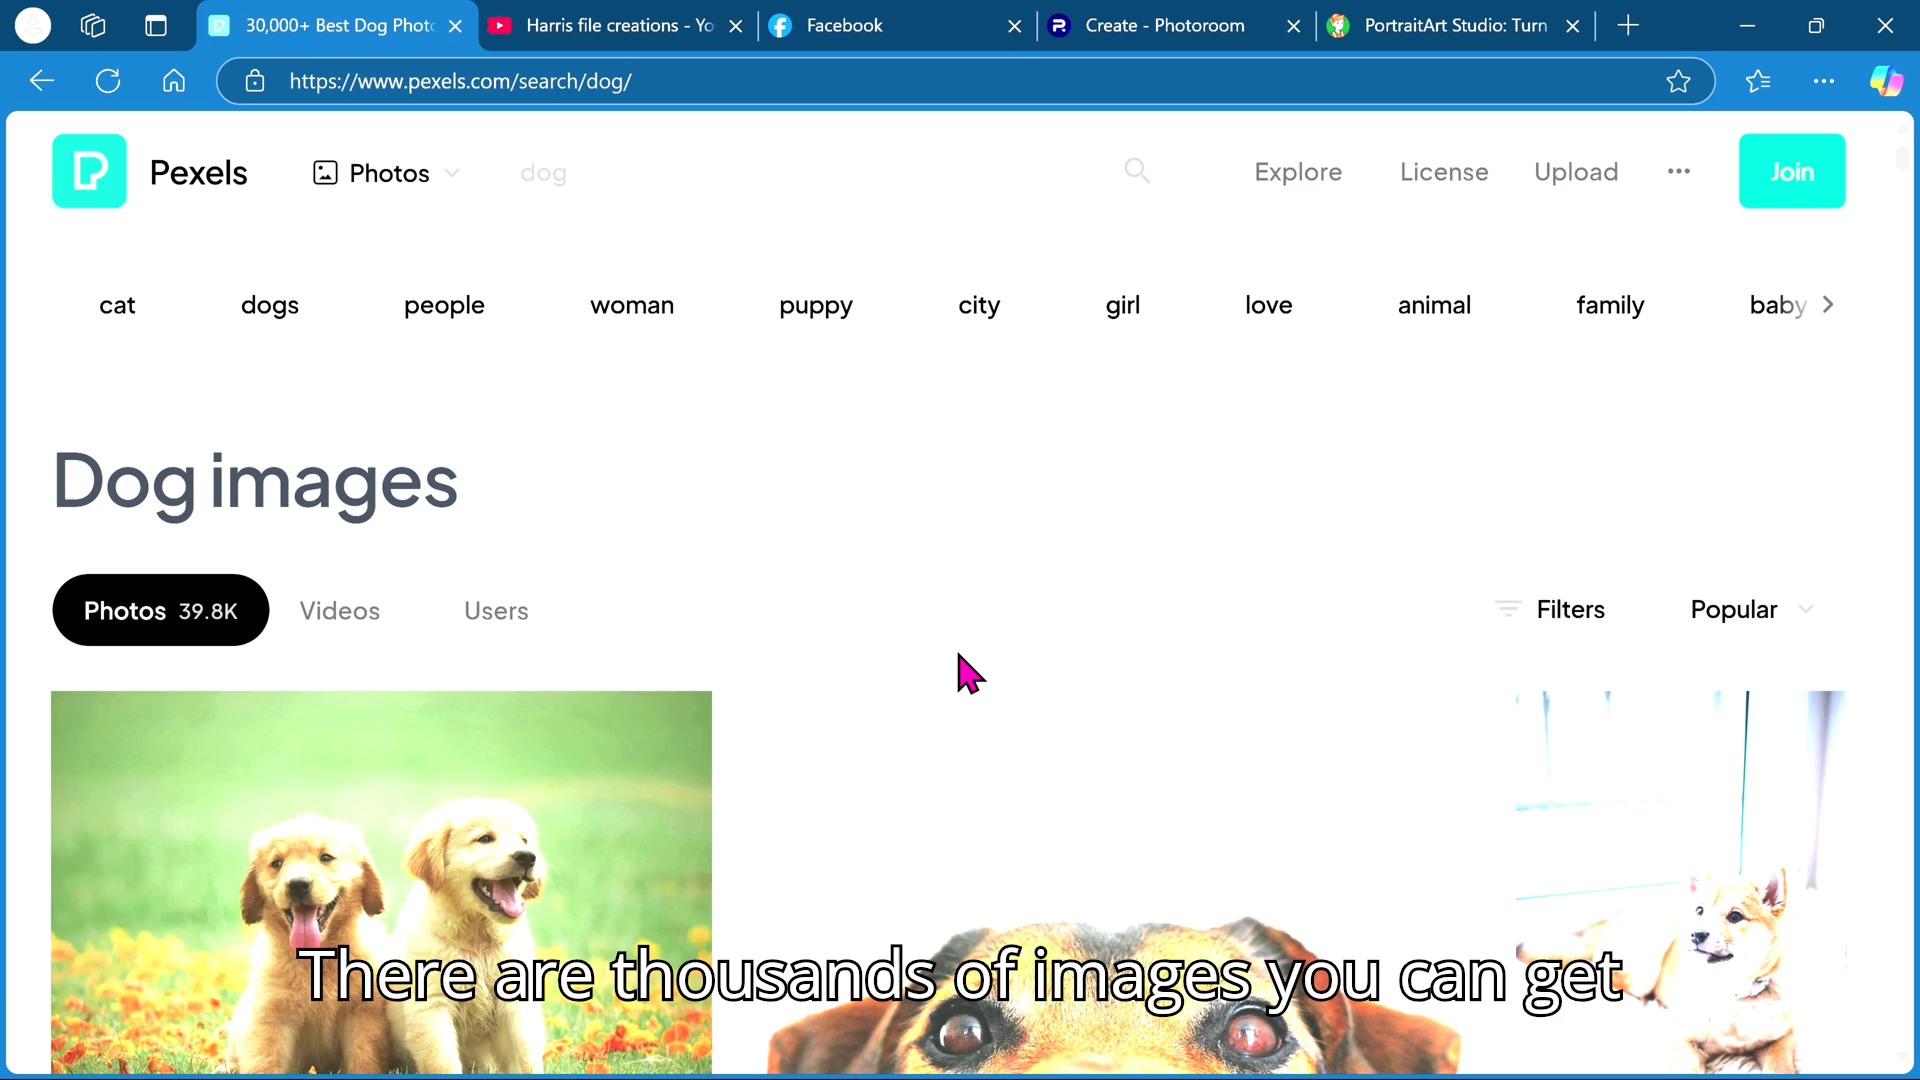 30,000+ Best Dog Photo
Harris file creations - Yo
Facebook
Create - Photoroom
PortraitArt Studio: Turn
https://www.pexels.com/search/dog/
Pexels
Photos
dog
Explore
License
Upload
Join
cat
dogs
people
woman
puppy
city
girl
love
animal
family
baby
Dog images
Photos 39.8K
Videos
Users
Filters
Popular
There are thousands of images you can get